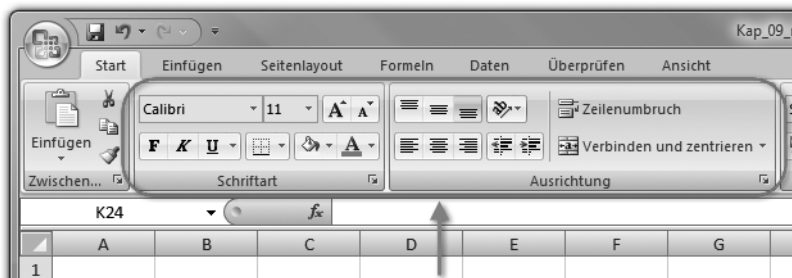 Kap_09_
Start Einfügen Seitenlayout Formeln Daten Überprüfen Ansicht
Calibri 11 A A Zeilenumbruch
Einfügen F K U A Verbinden und zentrieren
Zwischen... Schriftart Ausrichtung
K24 fx
A B C D E F G
1